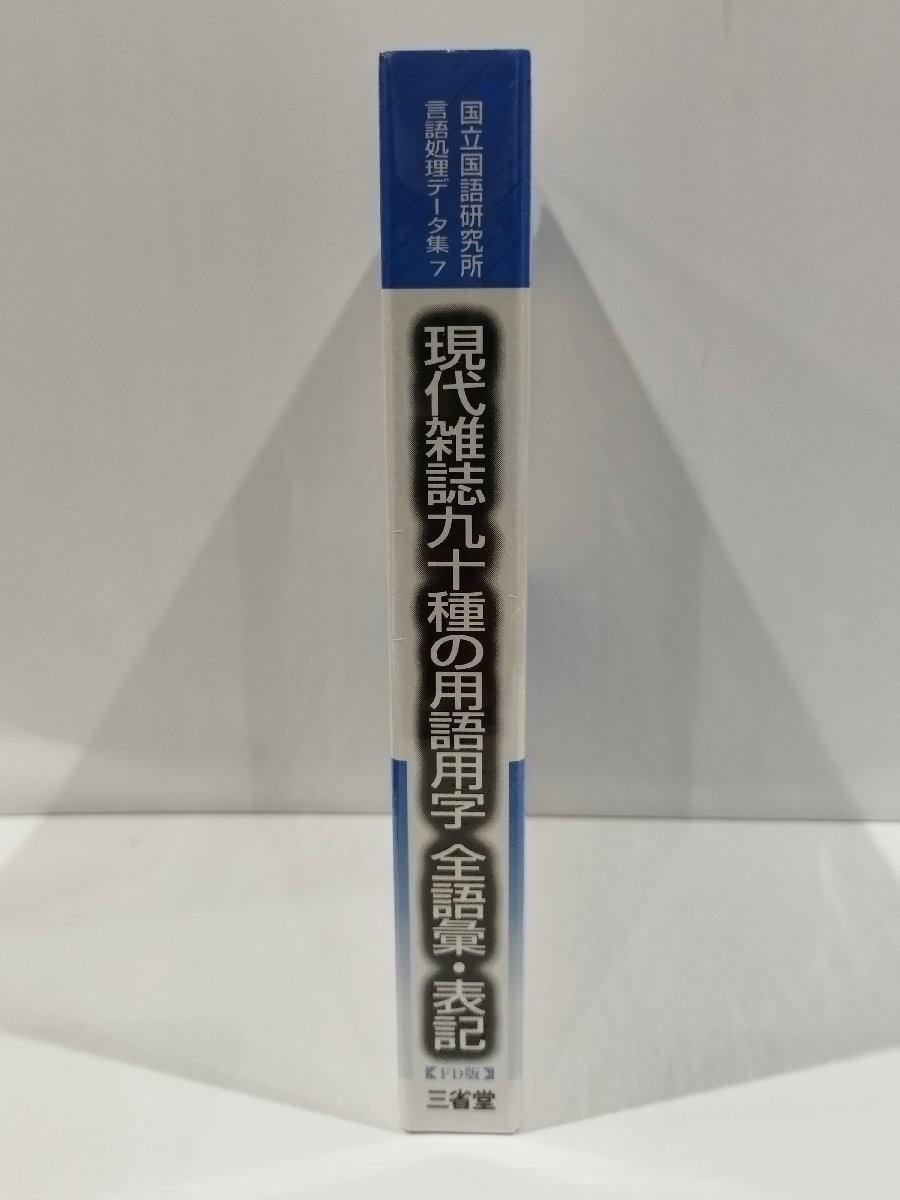 国立国語研究所
言語処理データ集 7
現代雑誌九十種の用語用字 全語彙・表記
【FD版】
三省堂